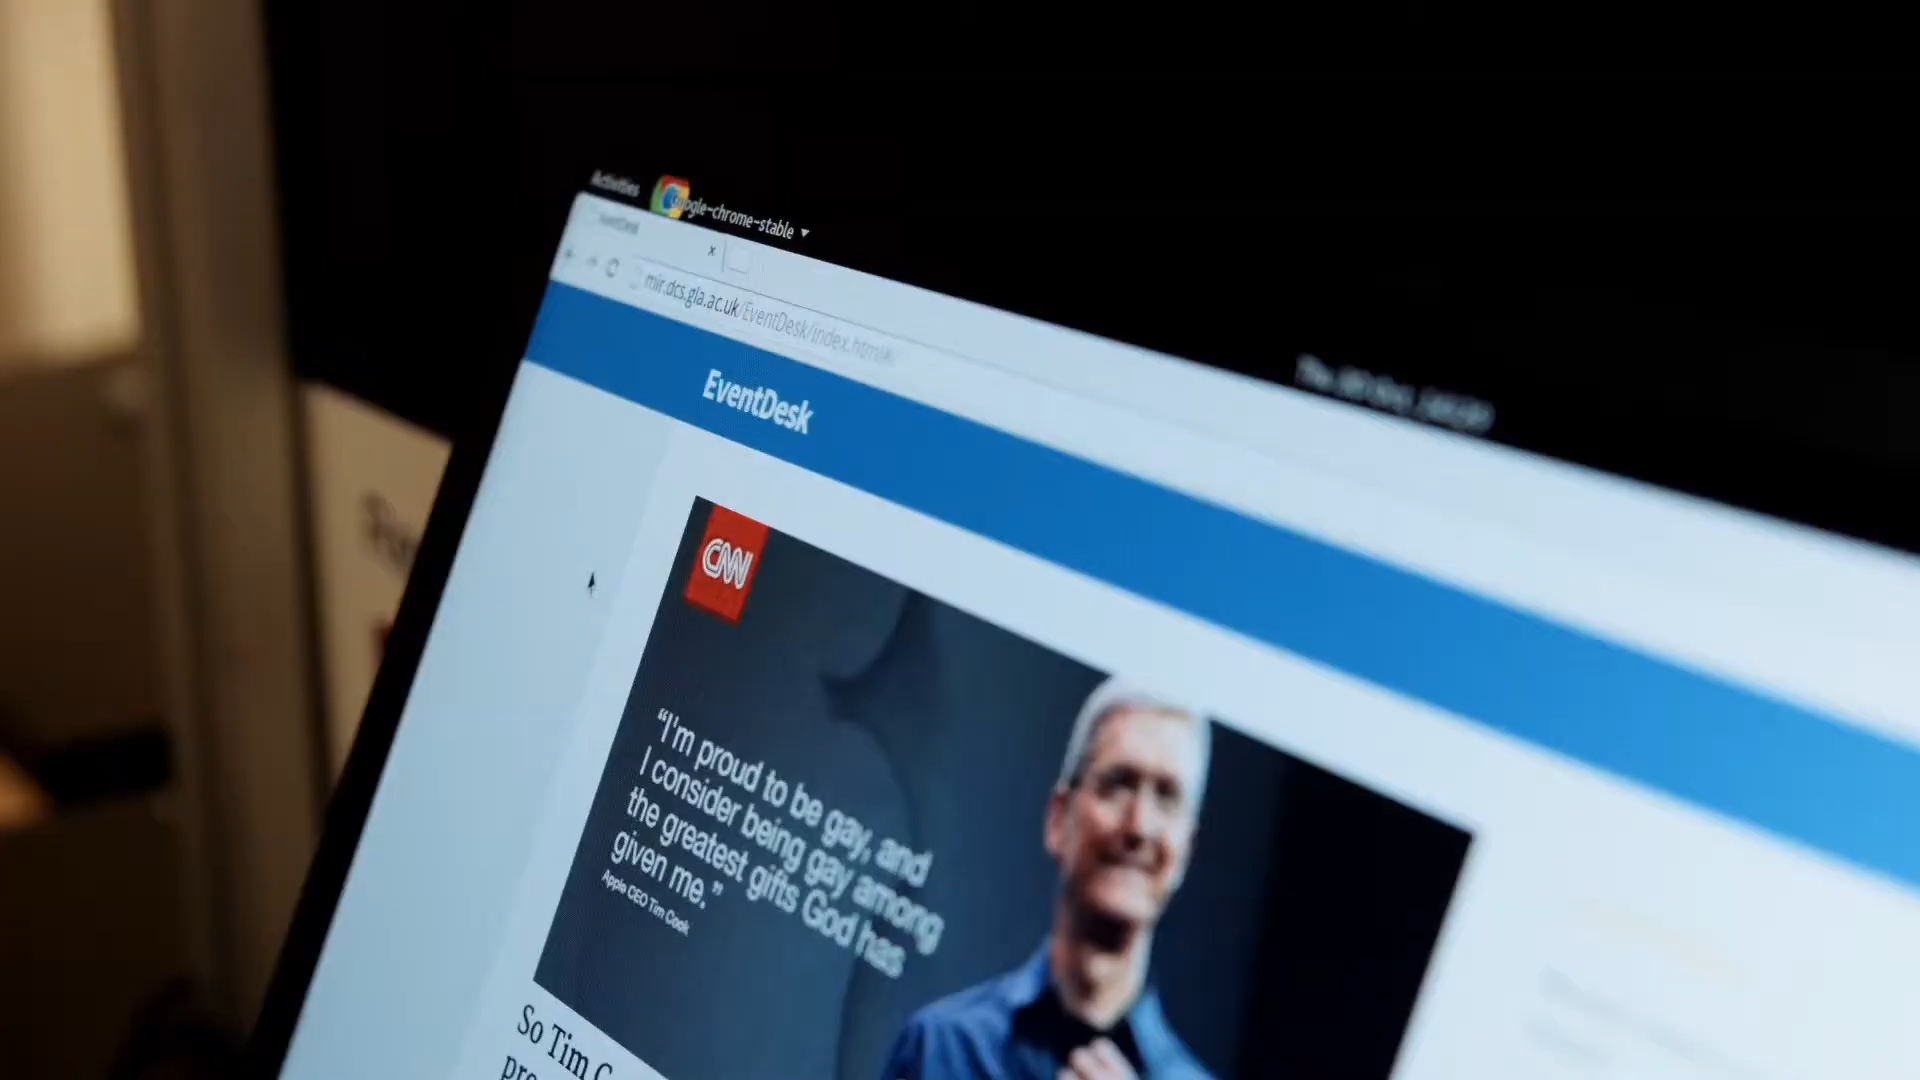 Activities
google-chrome-stable
EventDesk
x
mir.dcs.gla.ac.uk/EventDesk/index.html#
EventDesk
CNN
“I'm proud to be gay, and
I consider being gay among
the greatest gifts God has
given me.”
Apple CEO Tim Cook
So Tim C